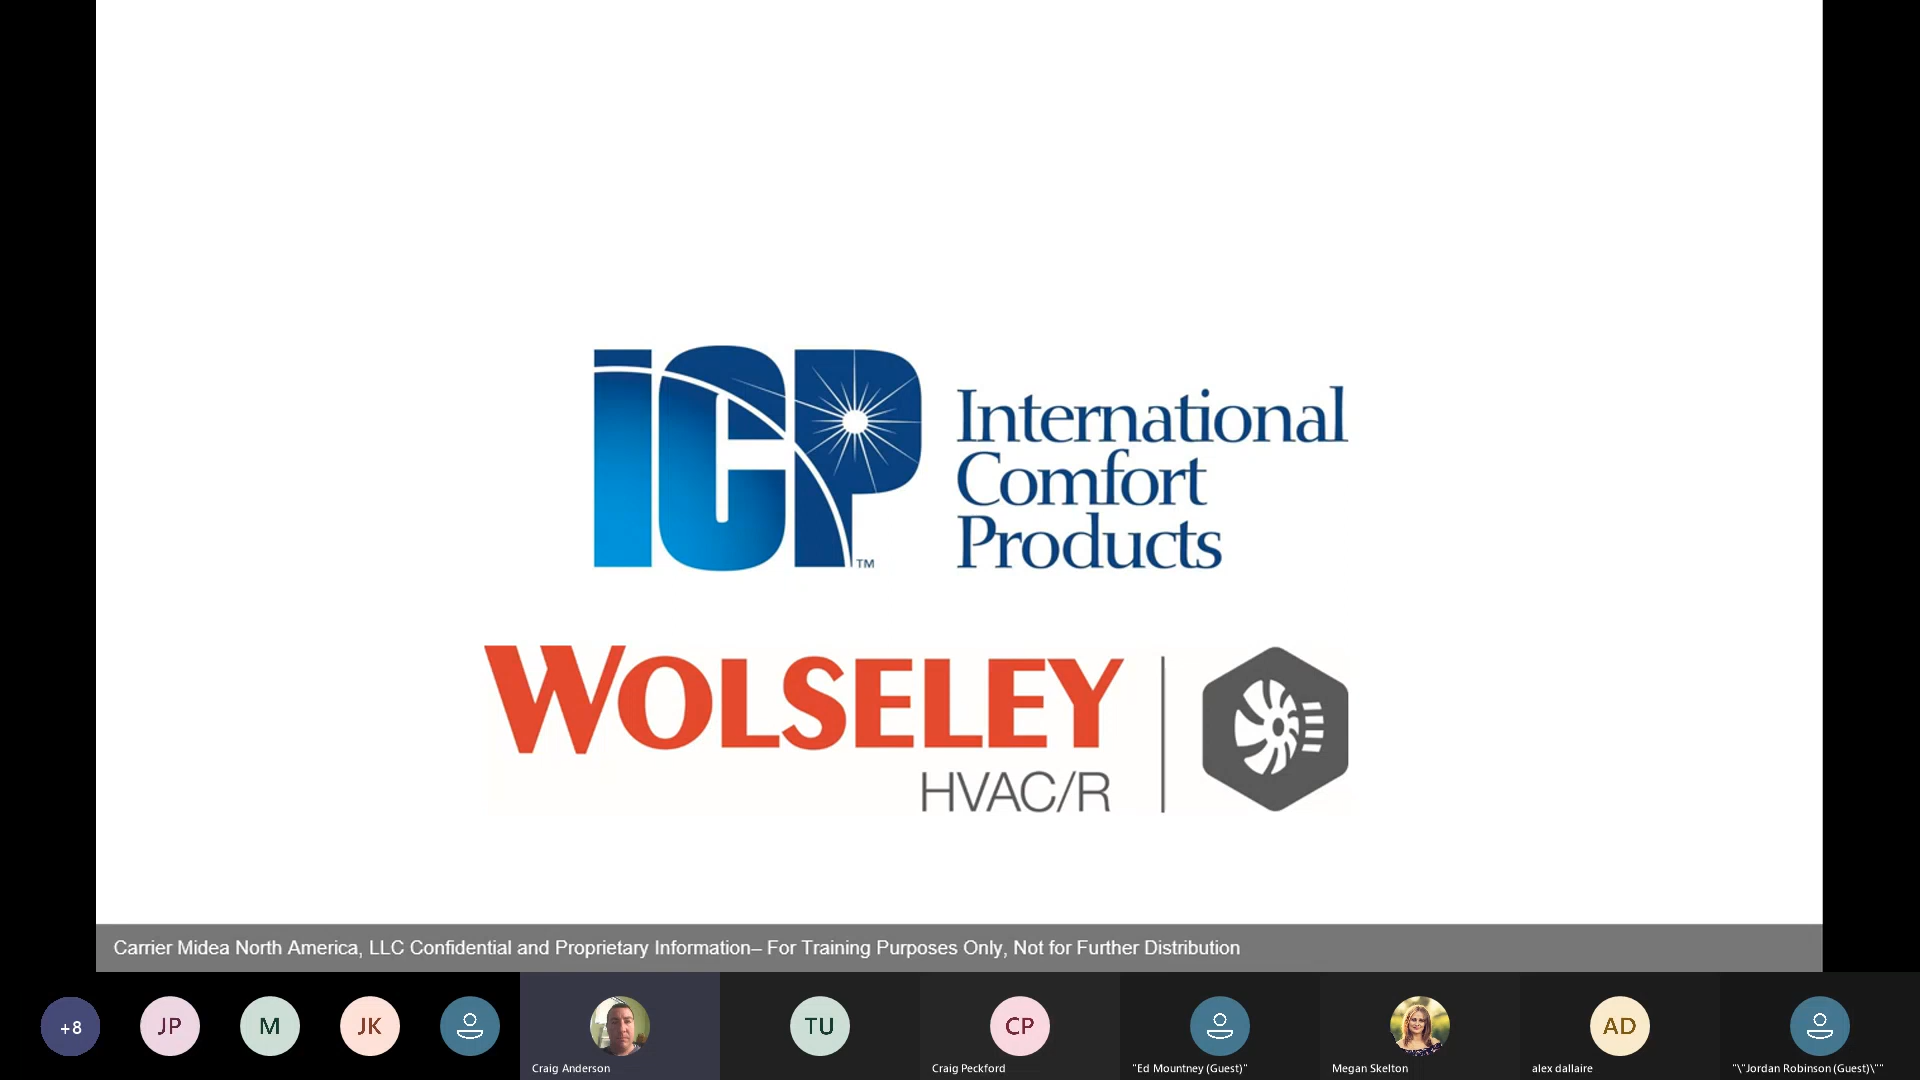 ICP™
International
Comfort
Products
WOLSELEY
HVAC/R
Carrier Midea North America, LLC Confidential and Proprietary Information– For Training Purposes Only, Not for Further Distribution
+8
JP
M
JK
TU
CP
AD
Craig Anderson
Craig Peckford
"Ed Mountney (Guest)"
Megan Skelton
alex dallaire
"\"Jordan Robinson (Guest)\""